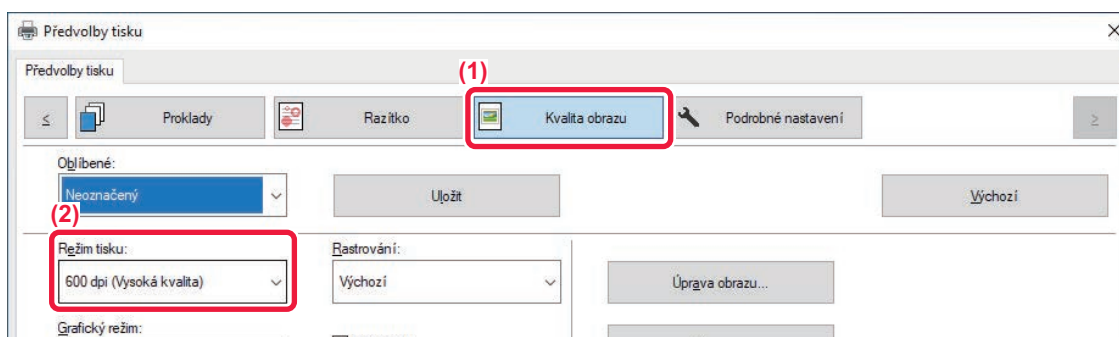 Předvolby tisku
Předvolby tisku
(1)
< Proklady Razítko Kvalita obrazu Podrobné nastavení >
Oblíbené:
Neoznačený Uložit Výchozí
(2)
Režim tisku: Rastrování:
600 dpi (Vysoká kvalita) Výchozí Úprava obrazu...
Grafický režim: